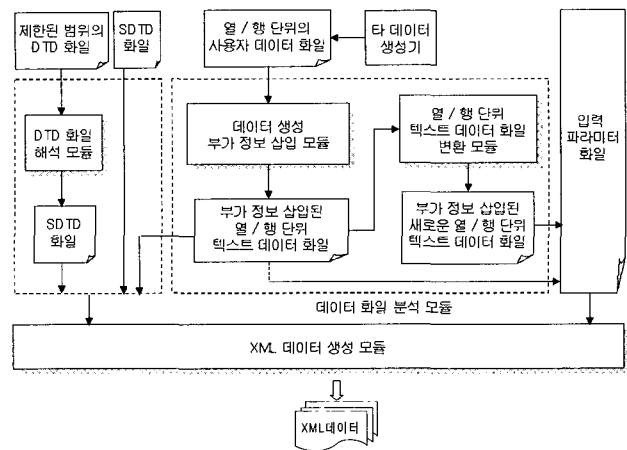 제한된 범위의
DTD 화일
SDTD
화일
열 / 행 단위의
사용자 데이터 화일
타 데이터
생성기
DTD 화일
해석 모듈
SDTD
화일
데이터 생성
부가 정보 삽입 모듈
부가 정보 삽입된
열 / 행 단위
텍스트 데이터 화일
열 / 행 단위
텍스트 데이터 화일
변환 모듈
부가 정보 삽입된
새로운 열 / 행 단위
텍스트 데이터 화일
입력
파라미터
화일
데이터 화일 분석 모듈
XML 데이터 생성 모듈
XML데이터